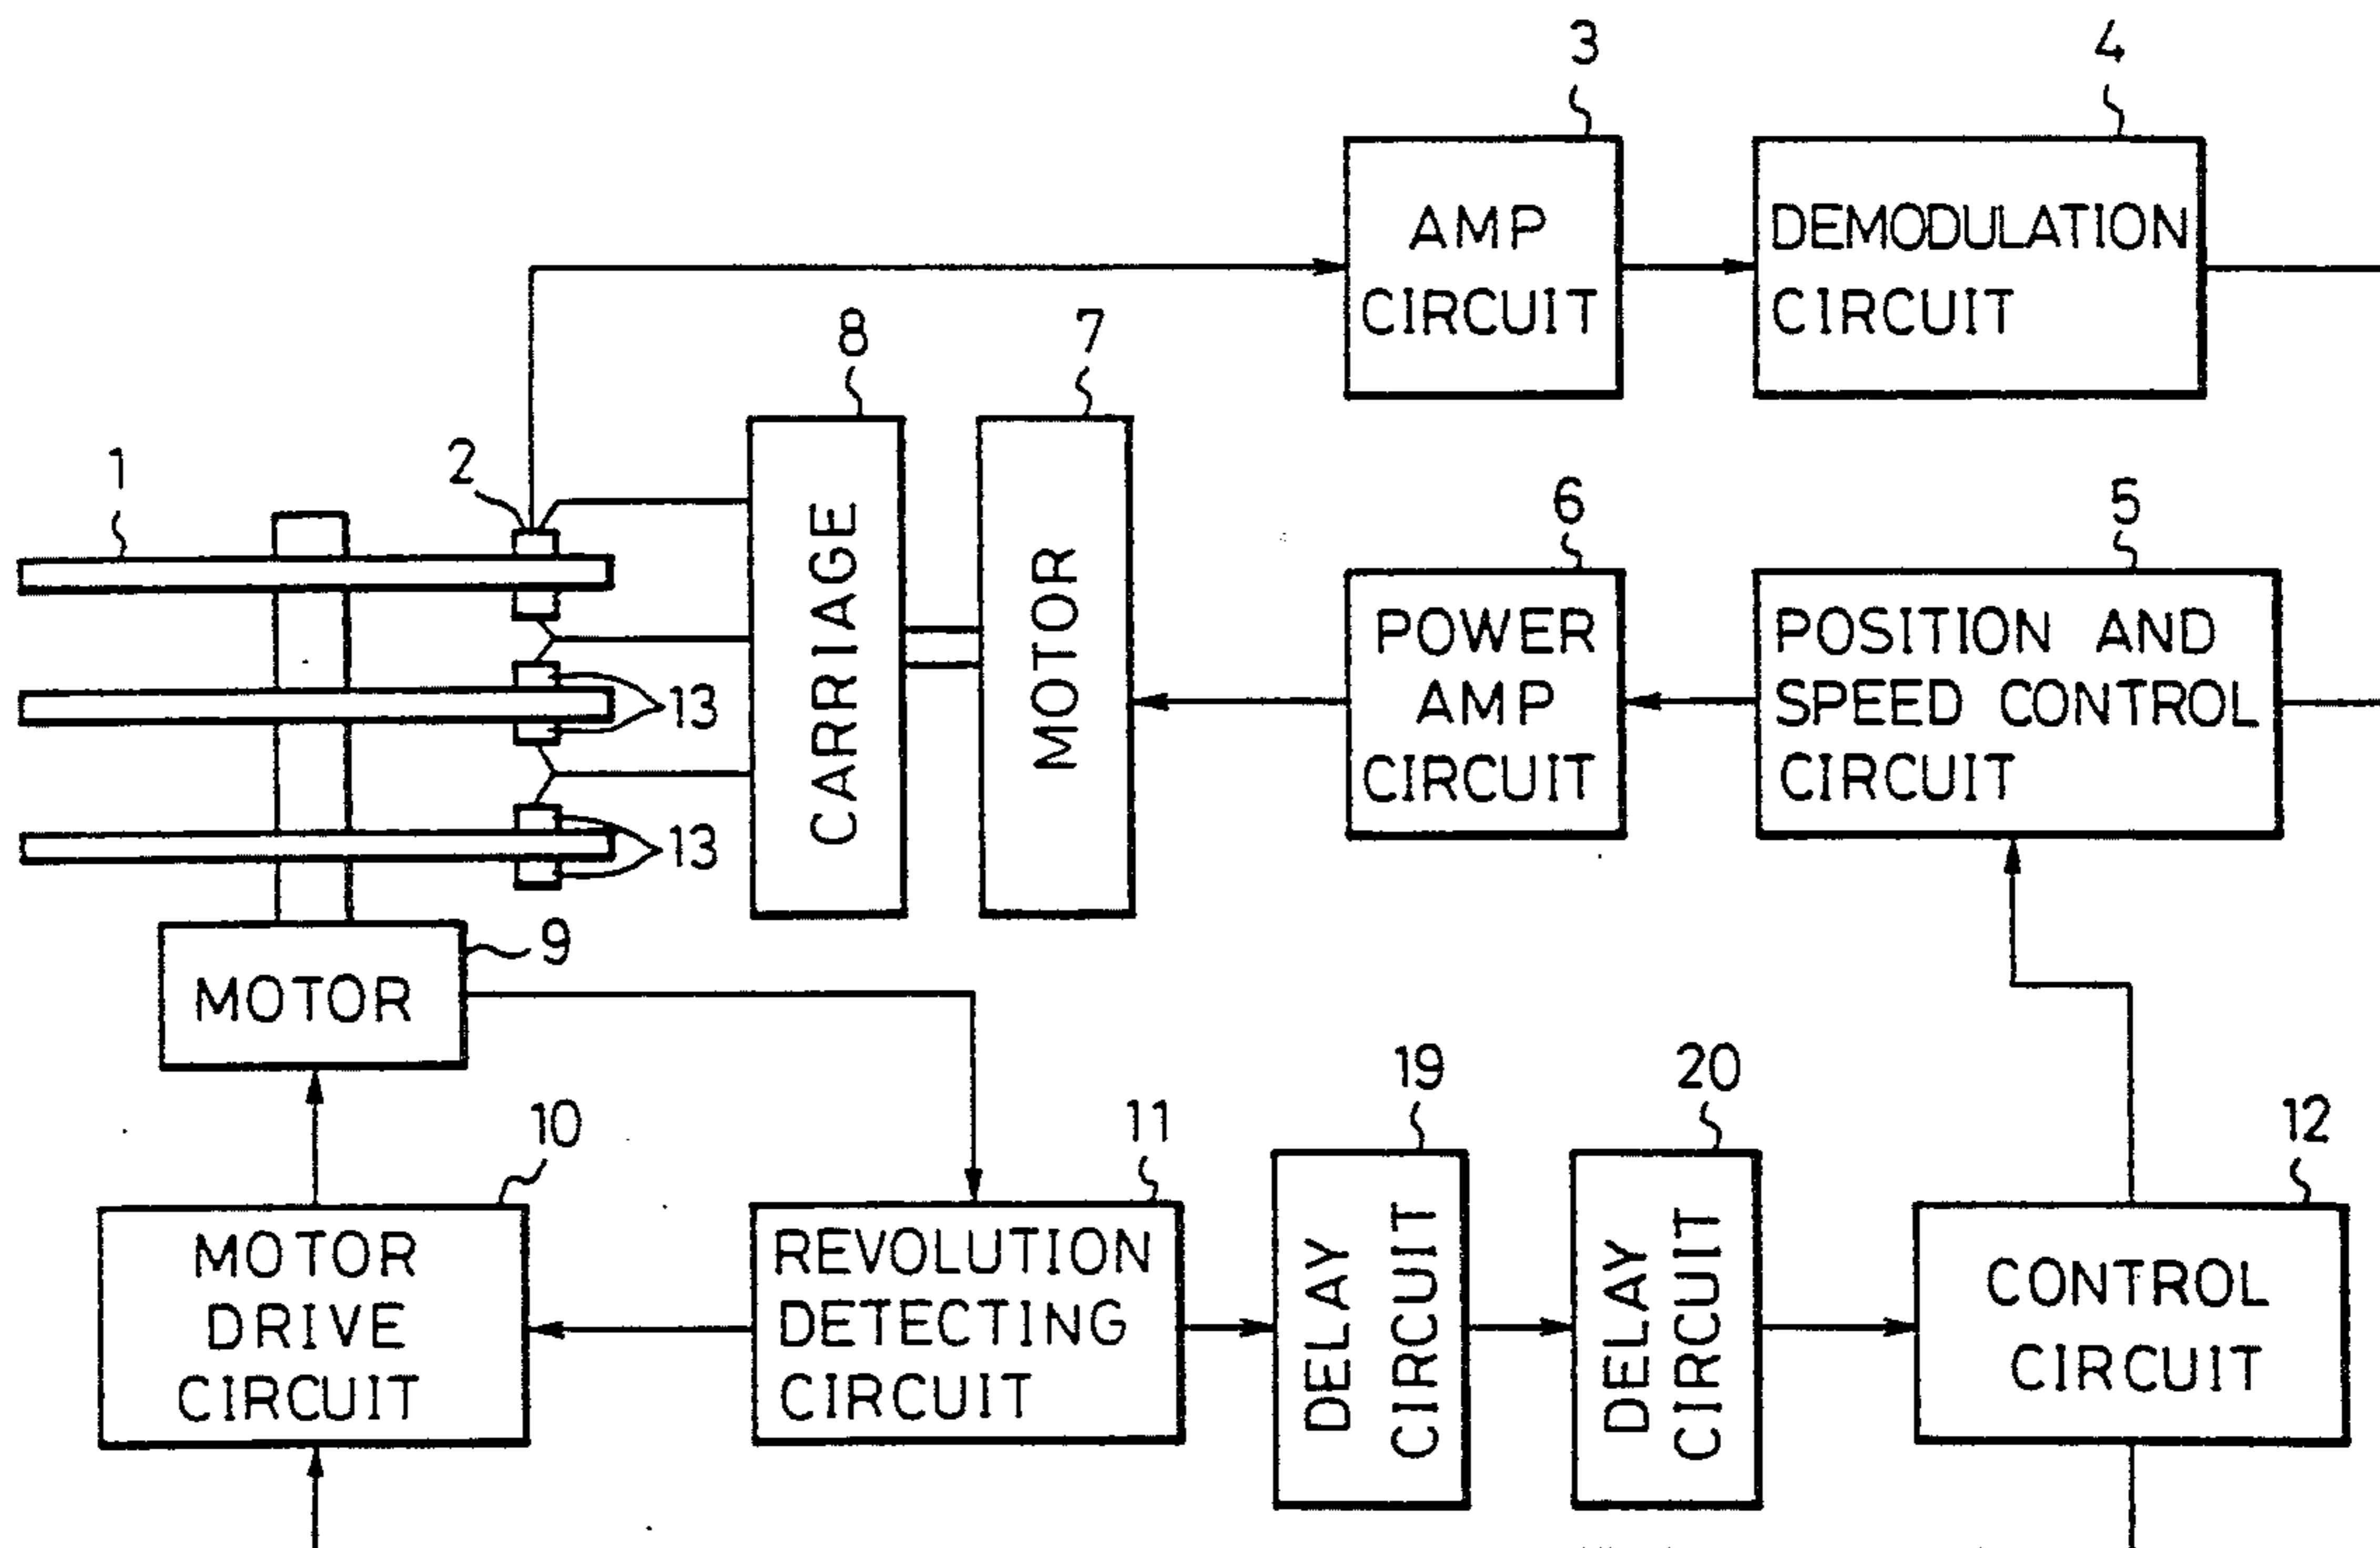 3
4
AMP
CIRCUIT
DEMODULATION
CIRCUIT
8
7
1
2
CARRIAGE
MOTOR
6
5
POWER
AMP
CIRCUIT
POSITION AND
SPEED CONTROL
CIRCUIT
13
13
9
MOTOR
10
11
19
20
12
MOTOR
DRIVE
CIRCUIT
REVOLUTION
DETECTING
CIRCUIT
DELAY
CIRCUIT
DELAY
CIRCUIT
CONTROL
CIRCUIT